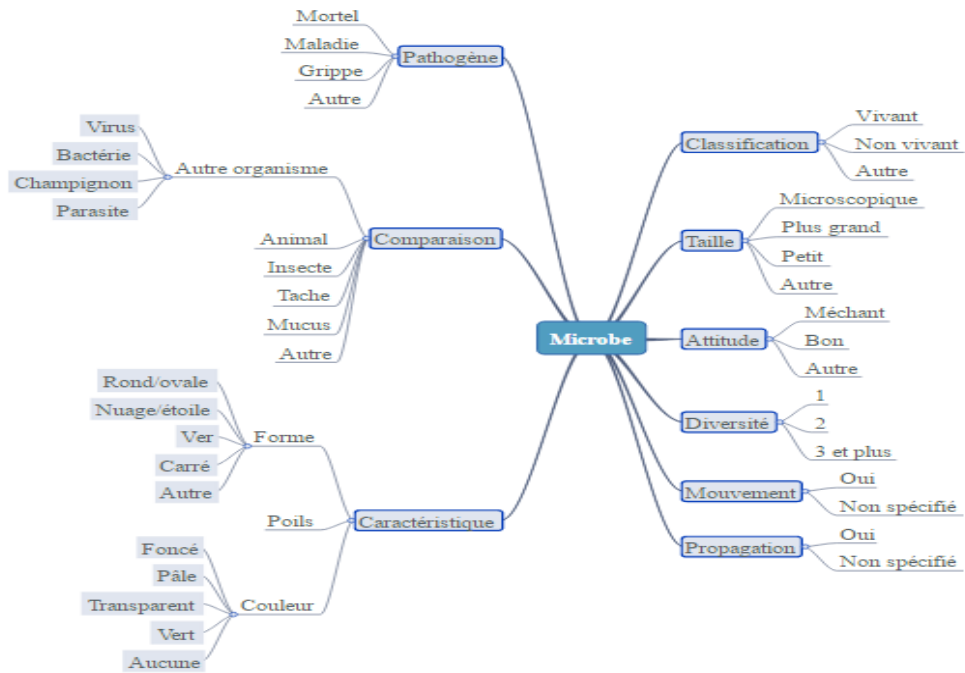 Microbe
Pathogène
Mortel
Maladie
Grippe
Autre
Comparaison
Autre organisme
Virus
Bactérie
Champignon
Parasite
Animal
Insecte
Tache
Mucus
Autre
Caractéristique
Forme
Rond/ovale
Nuage/étoile
Ver
Carré
Autre
Poils
Couleur
Foncé
Pâle
Transparent
Vert
Aucune
Classification
Vivant
Non vivant
Autre
Taille
Microscopique
Plus grand
Petit
Autre
Attitude
Méchant
Bon
Autre
Diversité
1
2
3 et plus
Mouvement
Oui
Non spécifié
Propagation
Oui
Non spécifié